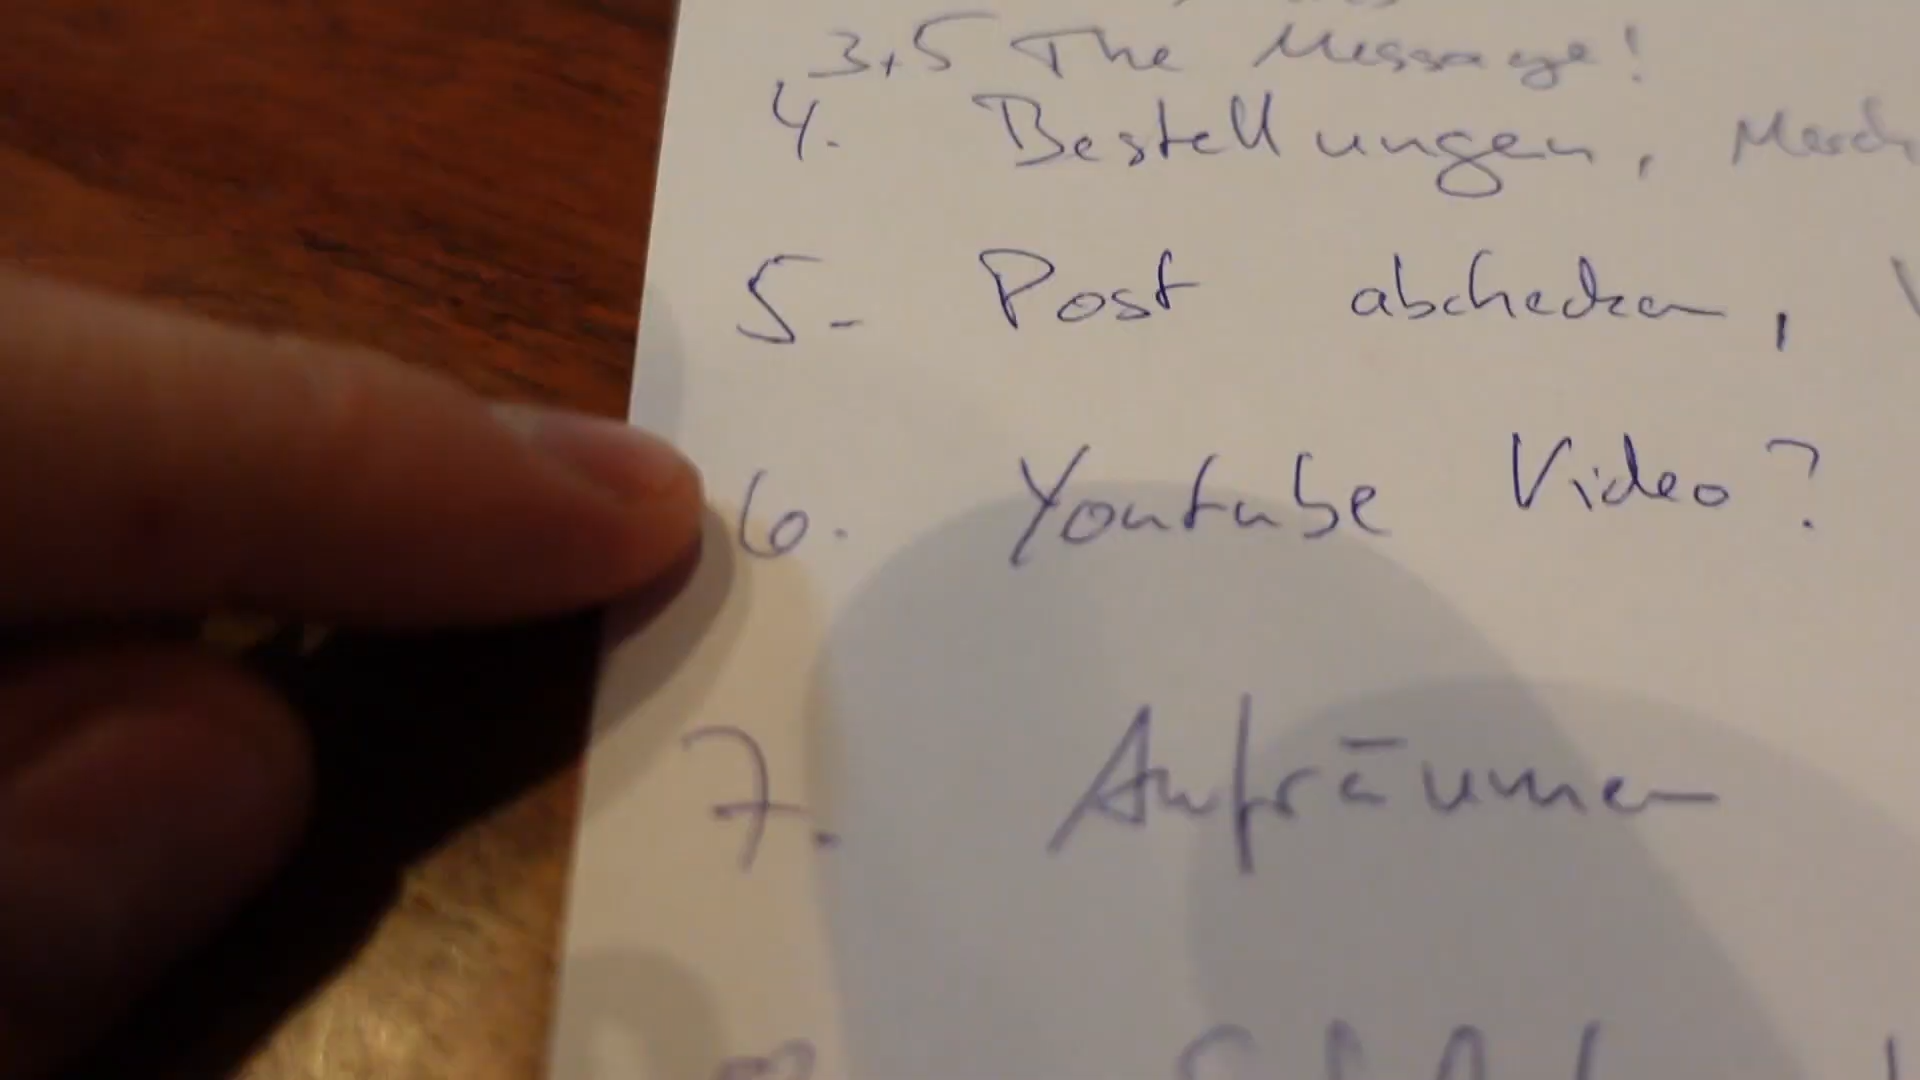 3,5 The Message!
4. Bestellungen,
5- Post abchecken,
6. Youtube Video?
7. Aufräumen